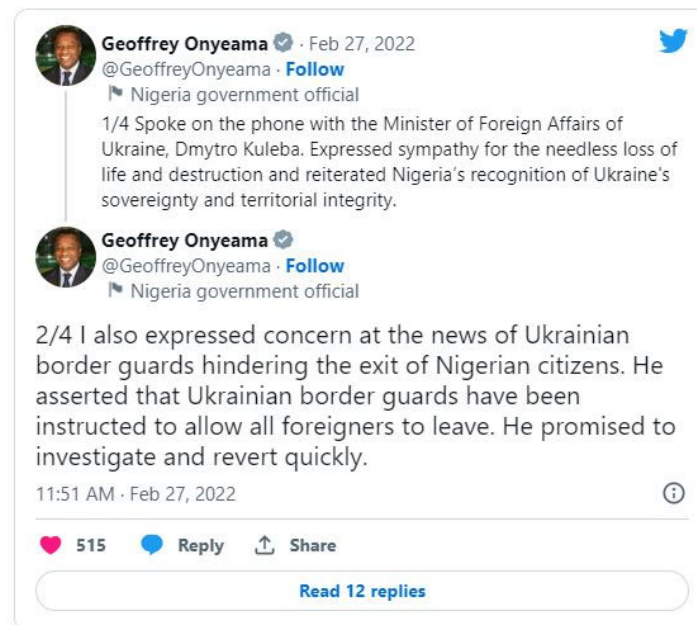 Geoffrey Onyeama · Feb 27, 2022
@GeoffreyOnyeama · Follow
Nigeria government official
1/4 Spoke on the phone with the Minister of Foreign Affairs of
Ukraine, Dmytro Kuleba. Expressed sympathy for the needless loss of
life and destruction and reiterated Nigeria's recognition of Ukraine's
sovereignty and territorial integrity.
Geoffrey Onyeama
@GeoffreyOnyeama · Follow
Nigeria government official
2/4 I also expressed concern at the news of Ukrainian
border guards hindering the exit of Nigerian citizens. He
asserted that Ukrainian border guards have been
instructed to allow all foreigners to leave. He promised to
investigate and revert quickly.
11:51 AM · Feb 27, 2022
515 Reply Share
Read 12 replies